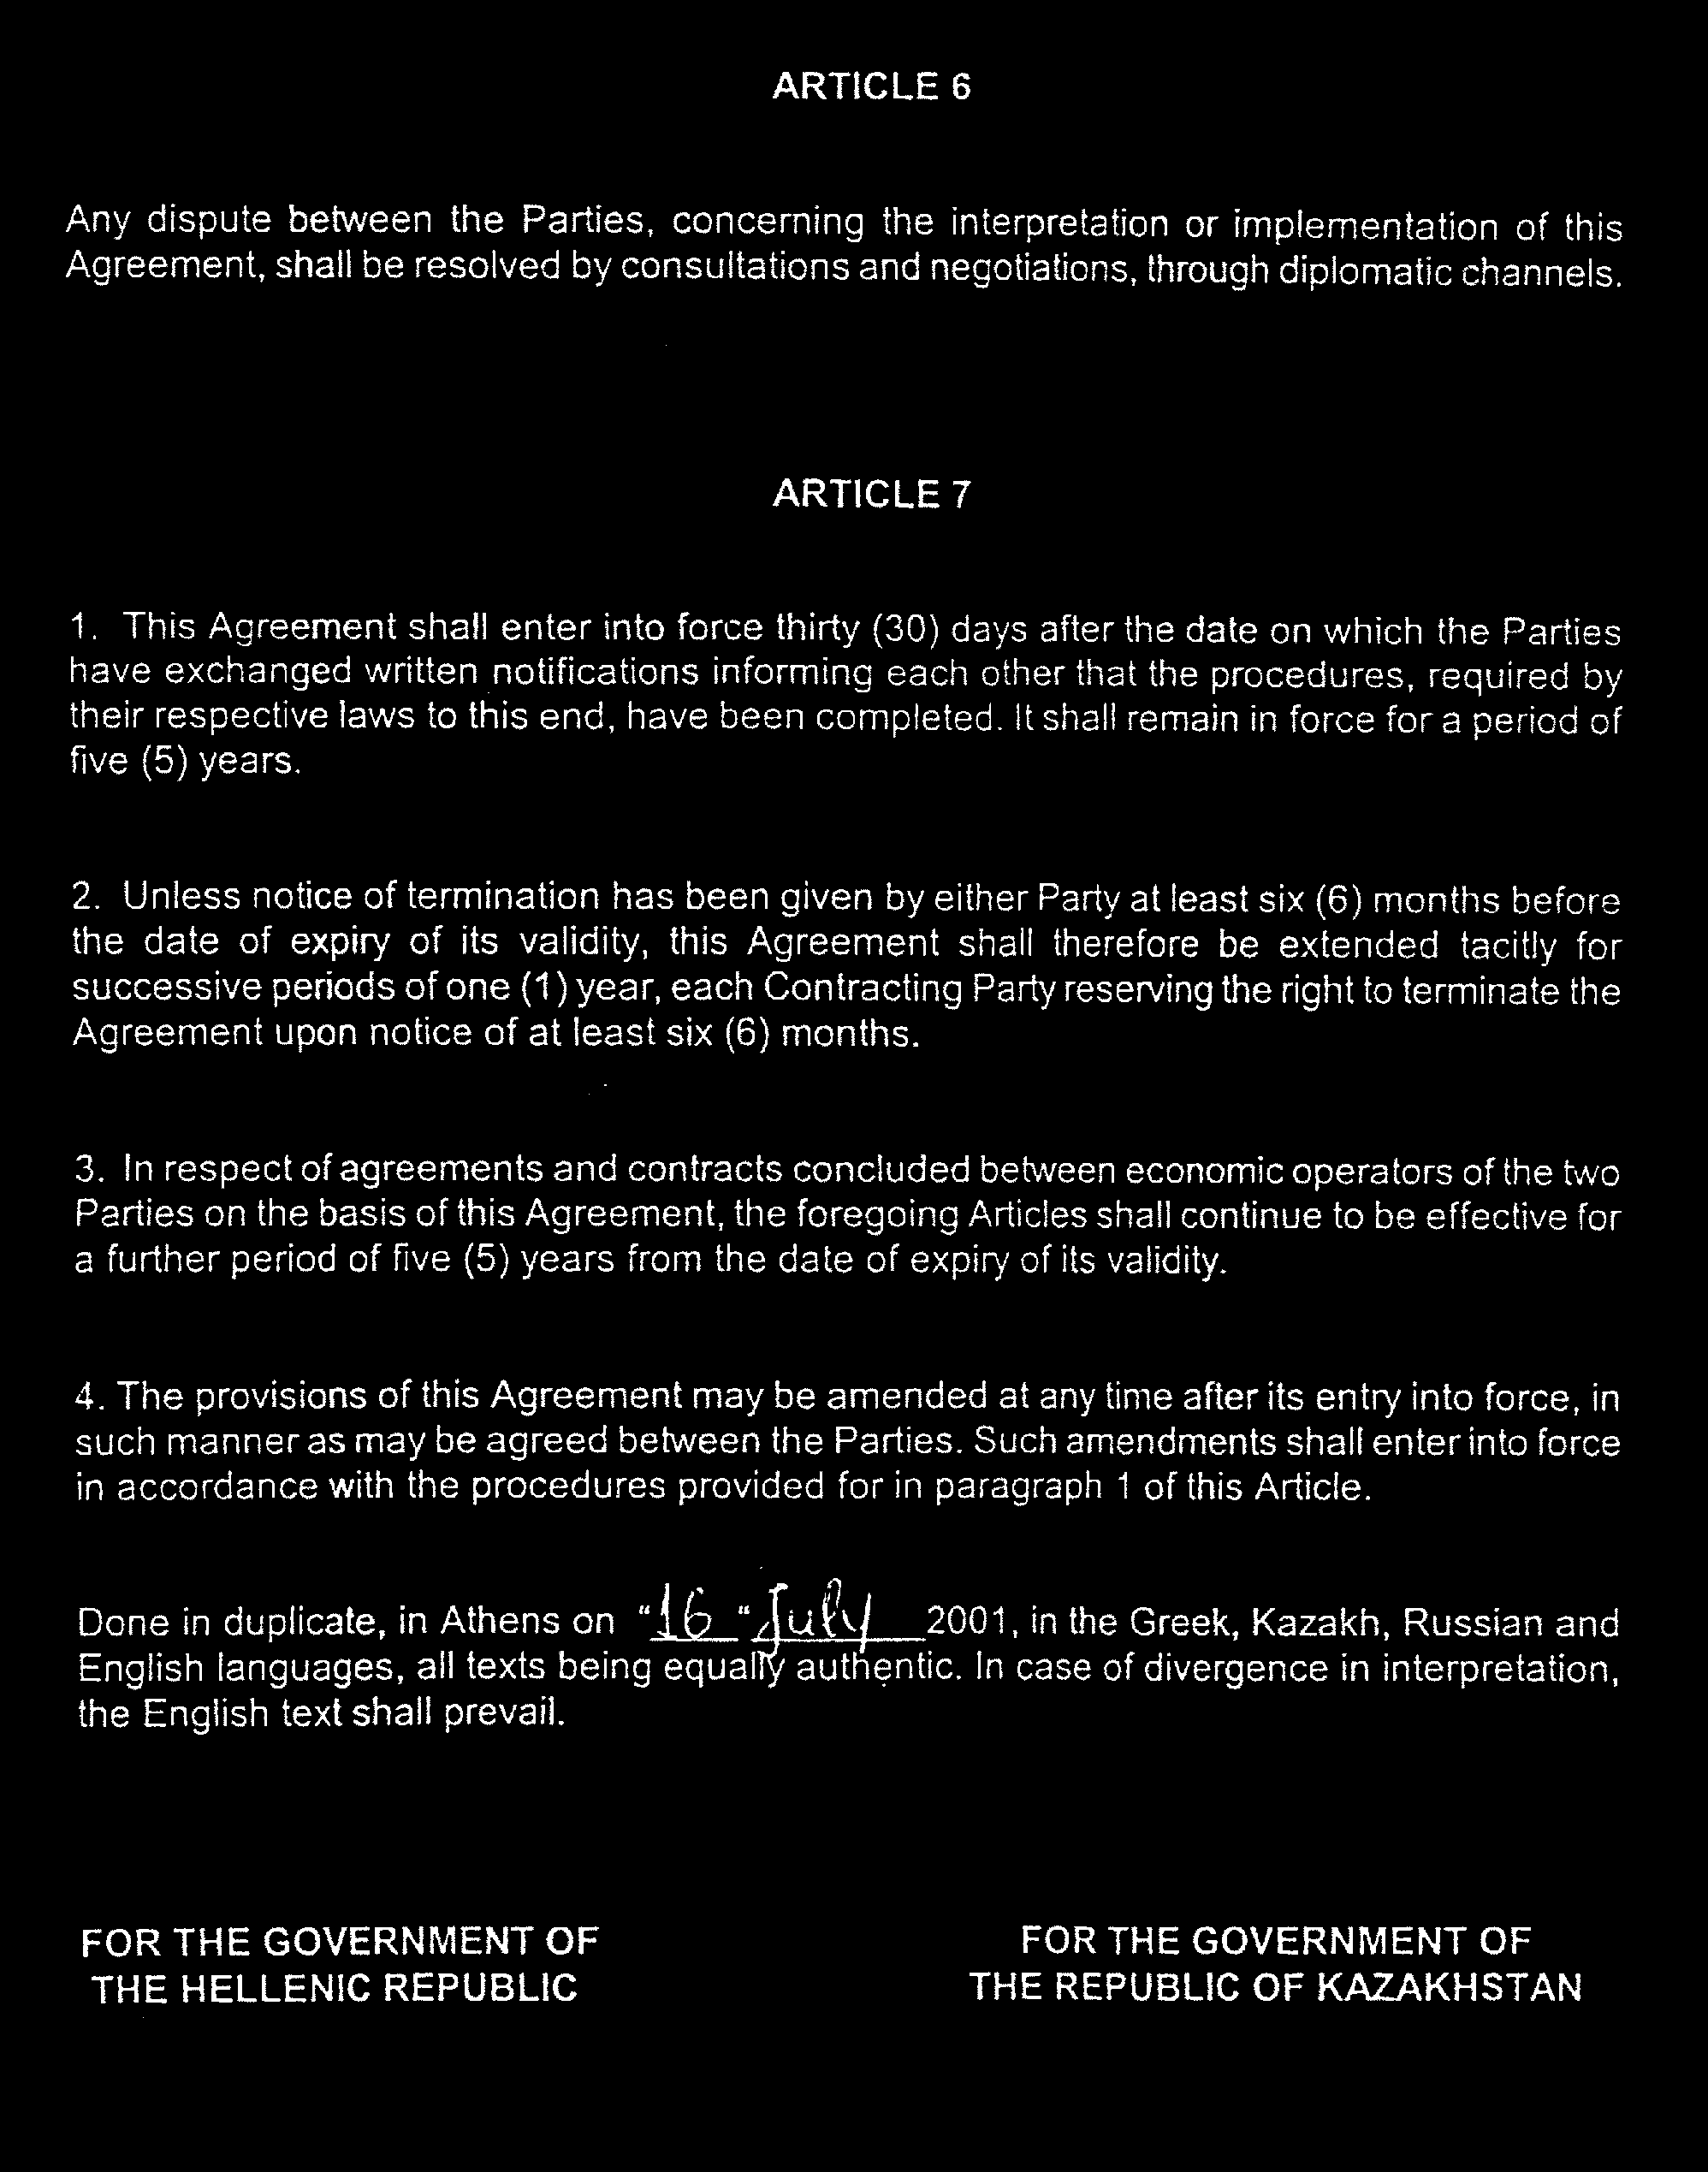 ARTICLE 6
Any dispute between the Parties, concerning the interpretation or implementation of this
Agreement, shall be resolved by consultations and negotiations, through diplomatic channels.
ARTICLE 7
1. This Agreement shall enter into force thirty (30) days after the date on which the Parties
have exchanged written notifications informing each other that the procedures, required by
their respective laws to this end, have been completed. It shall remain in force for a period of
five (5) years.
2. Unless notice of termination has been given by either Party at least six (6) months before
the date of expiry of its validity, this Agreement shall therefore be extended tacitly for
successive periods of one (1) year, each Contracting Party reserving the right to terminate the
Agreement upon notice of at least six (6) months.
3. In respect of agreements and contracts concluded between economic operators of the two
Parties on the basis of this Agreement, the foregoing Articles shall continue to be effective for
a further period of five (5) years from the date of expiry of its validity.
4. The provisions of this Agreement may be amended at any time after its entry into force, in
such manner as may be agreed between the Parties. Such amendments shall enter into force
in accordance with the procedures provided for in paragraph 1 of this Article.
Done in duplicate, in Athens on "16 " July 2001, in the Greek, Kazakh, Russian and
English languages, all texts being equally authentic. In case of divergence in interpretation,
the English text shall prevail.
FOR THE GOVERNMENT OF
THE HELLENIC REPUBLIC
FOR THE GOVERNMENT OF
THE REPUBLIC OF KAZAKHSTAN